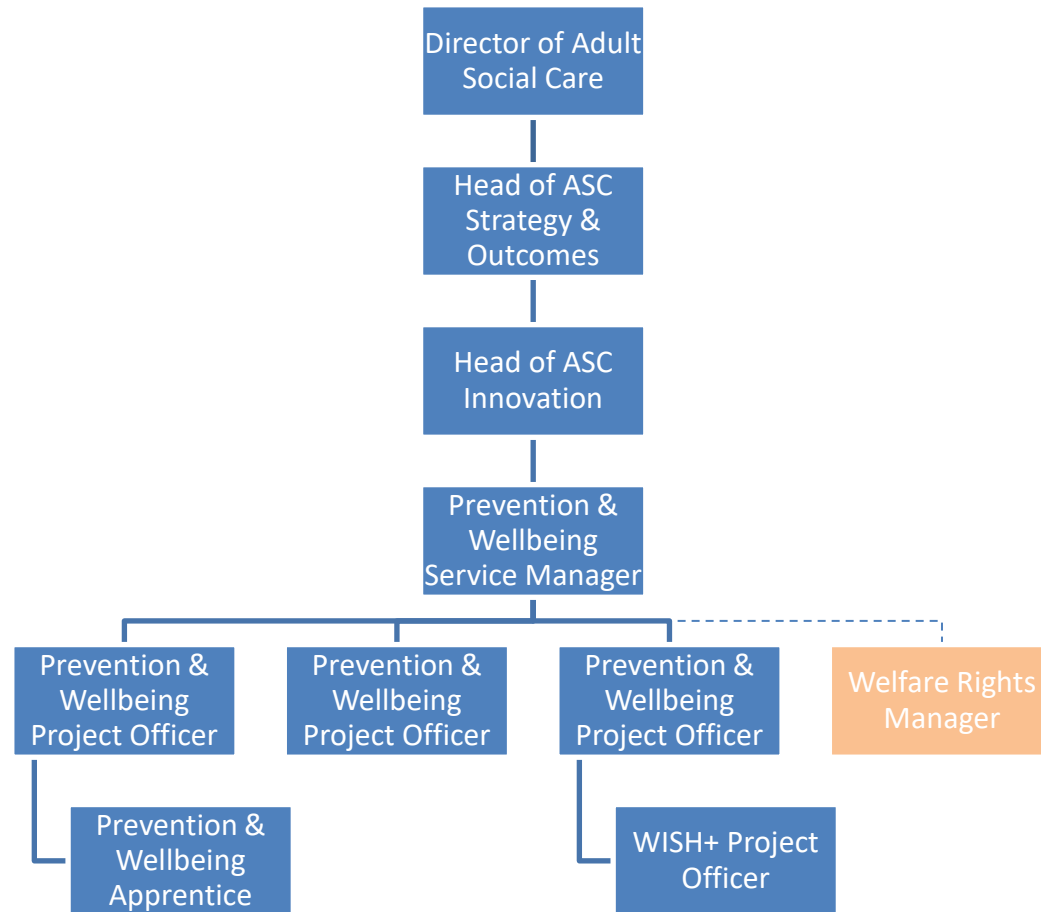 Director of Adult
Social Care
Head of ASC
Strategy &
Outcomes
Head of ASC
Innovation
Prevention &
Wellbeing
Service Manager
Prevention &
Wellbeing
Project Officer
Prevention &
Wellbeing
Project Officer
Prevention &
Wellbeing
Project Officer
Welfare Rights
Manager
Prevention &
Wellbeing
Apprentice
WISH+ Project
Officer